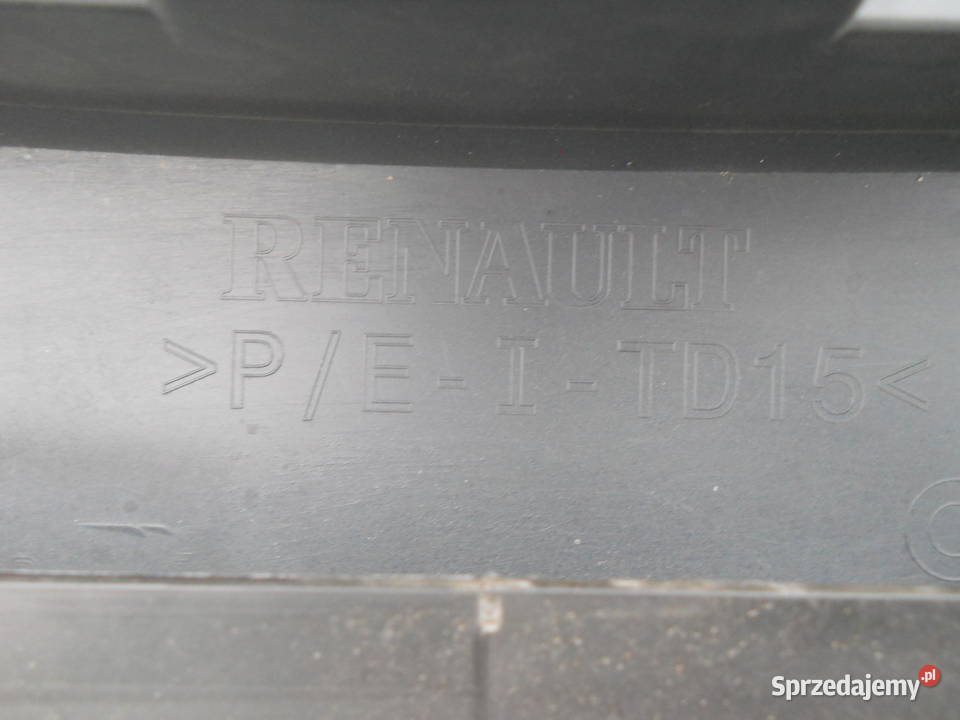 RENAULT
>P/E-I-TD15<
Sprzedajemy.pl